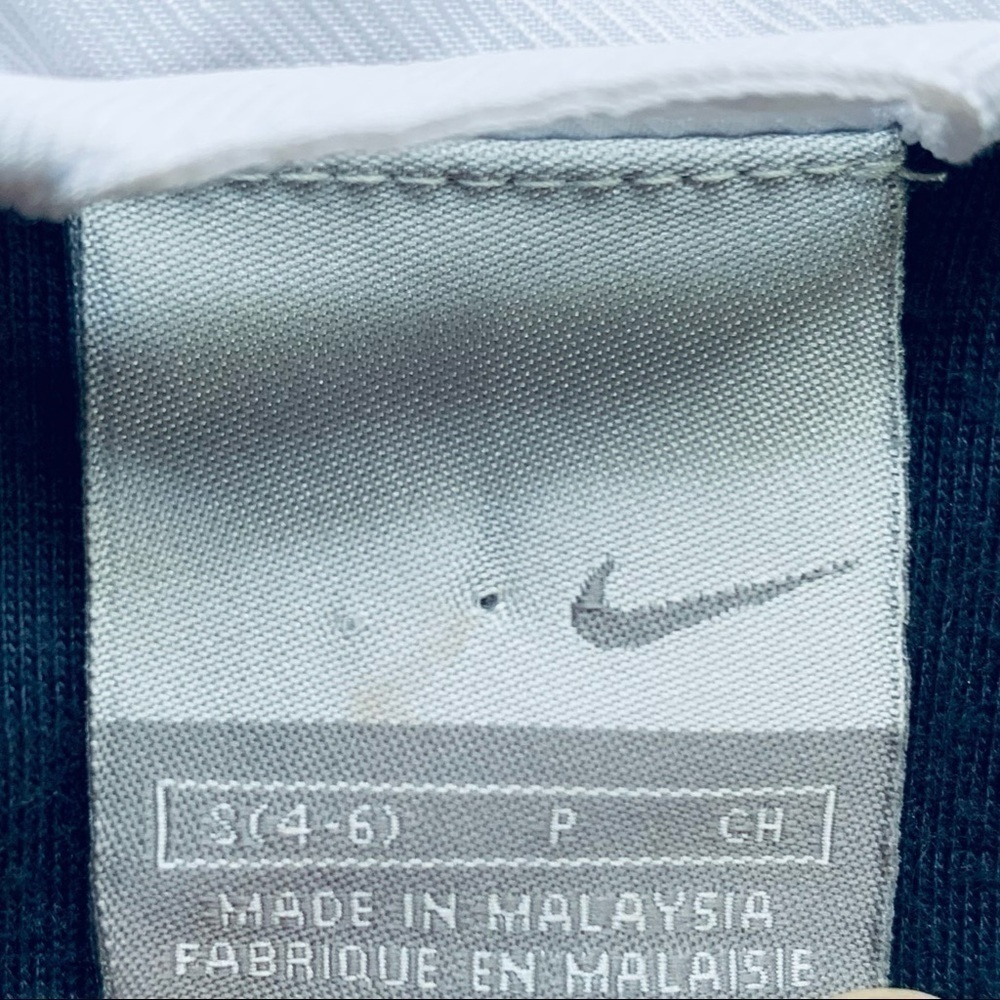 S(4-6) P CH
MADE IN MALAYSIA
FABRIQUE EN MALAISIE